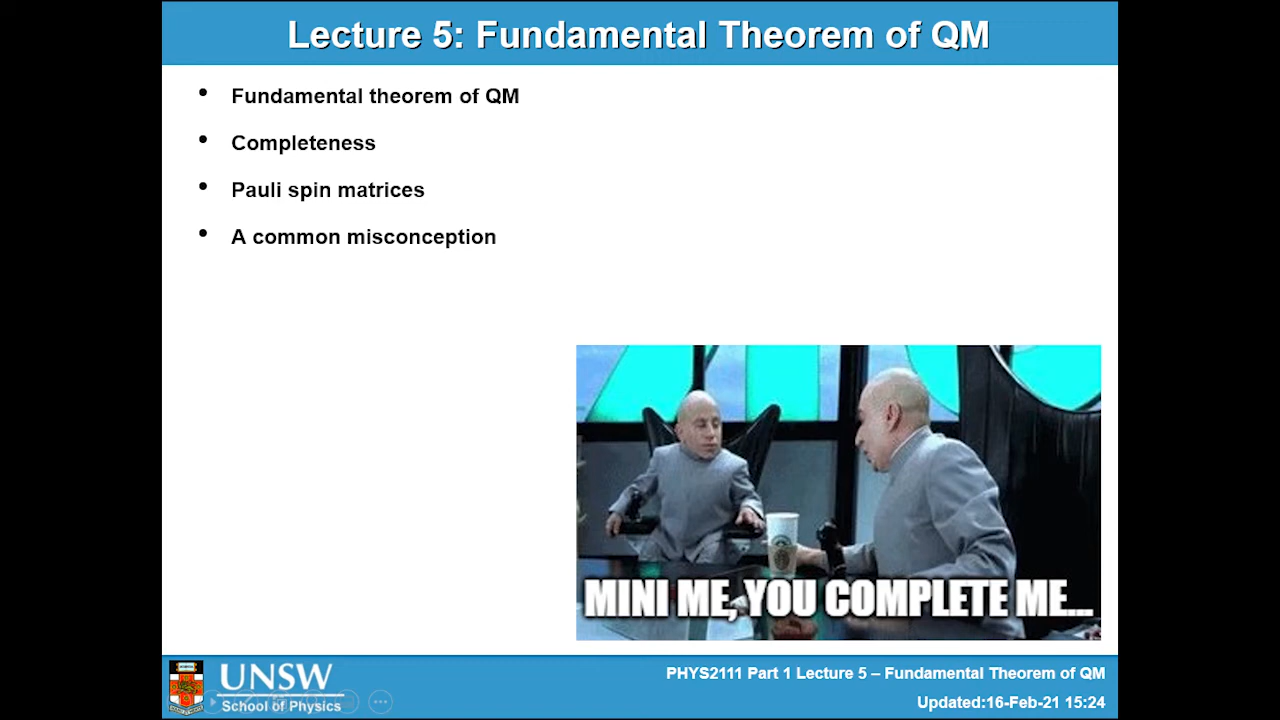 Lecture 5: Fundamental Theorem of QM
• Fundamental theorem of QM
• Completeness
• Pauli spin matrices
• A common misconception
MINI ME, YOU COMPLETE ME...
UNSW
School of Physics
PHYS2111 Part 1 Lecture 5 – Fundamental Theorem of QM
Updated:16-Feb-21 15:24